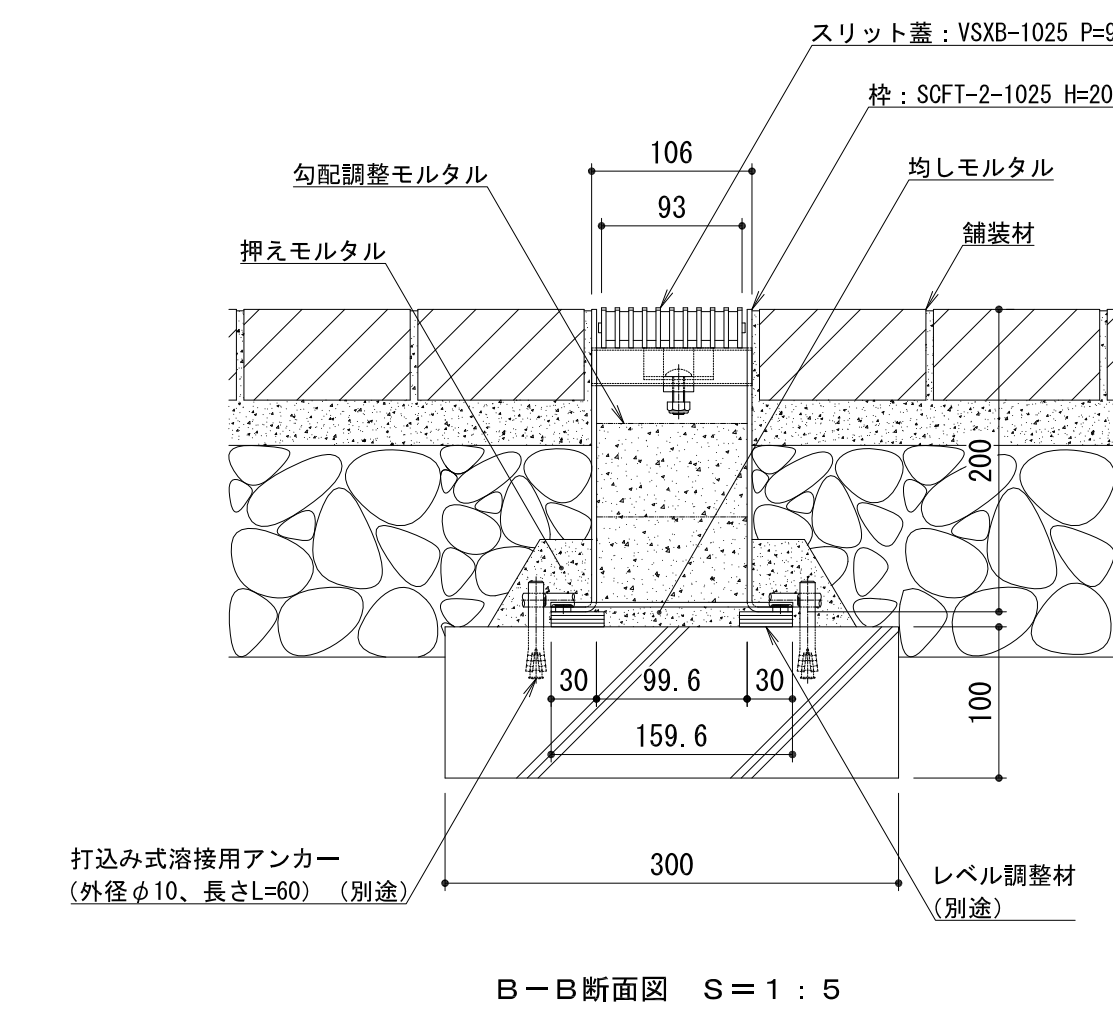 スリット蓋：VSXB-1025 P=9
枠：SCFT-2-1025 H=20
106
均しモルタル
勾配調整モルタル
93
舗装材
押えモルタル
200
30
99.6
30
100
159.6
打込み式溶接用アンカー
(外径φ10、長さL=60) (別途)
300
レベル調整材
(別途)
B－B断面図　S＝1：5